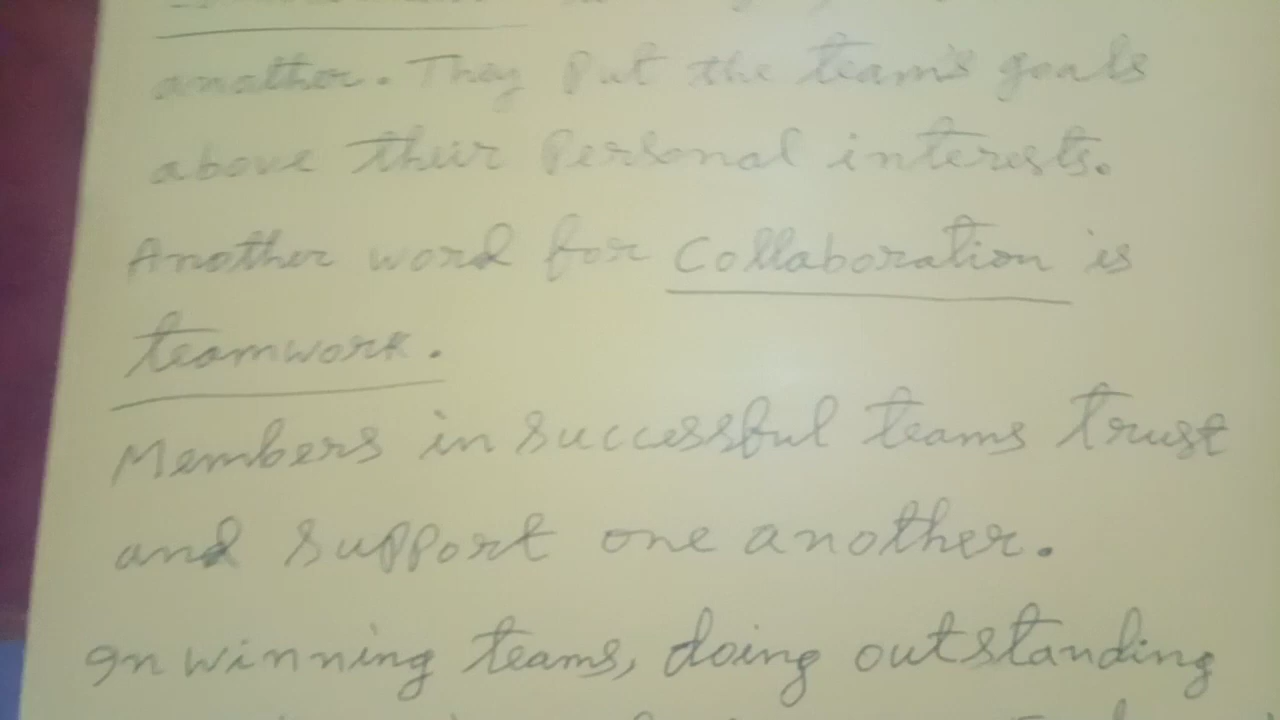 another. They Put the team's goals
above their Personal interests.
Another word for Collaboration is
teamwork.
Members in successful teams trust
and support one another.
In winning teams, doing outstanding